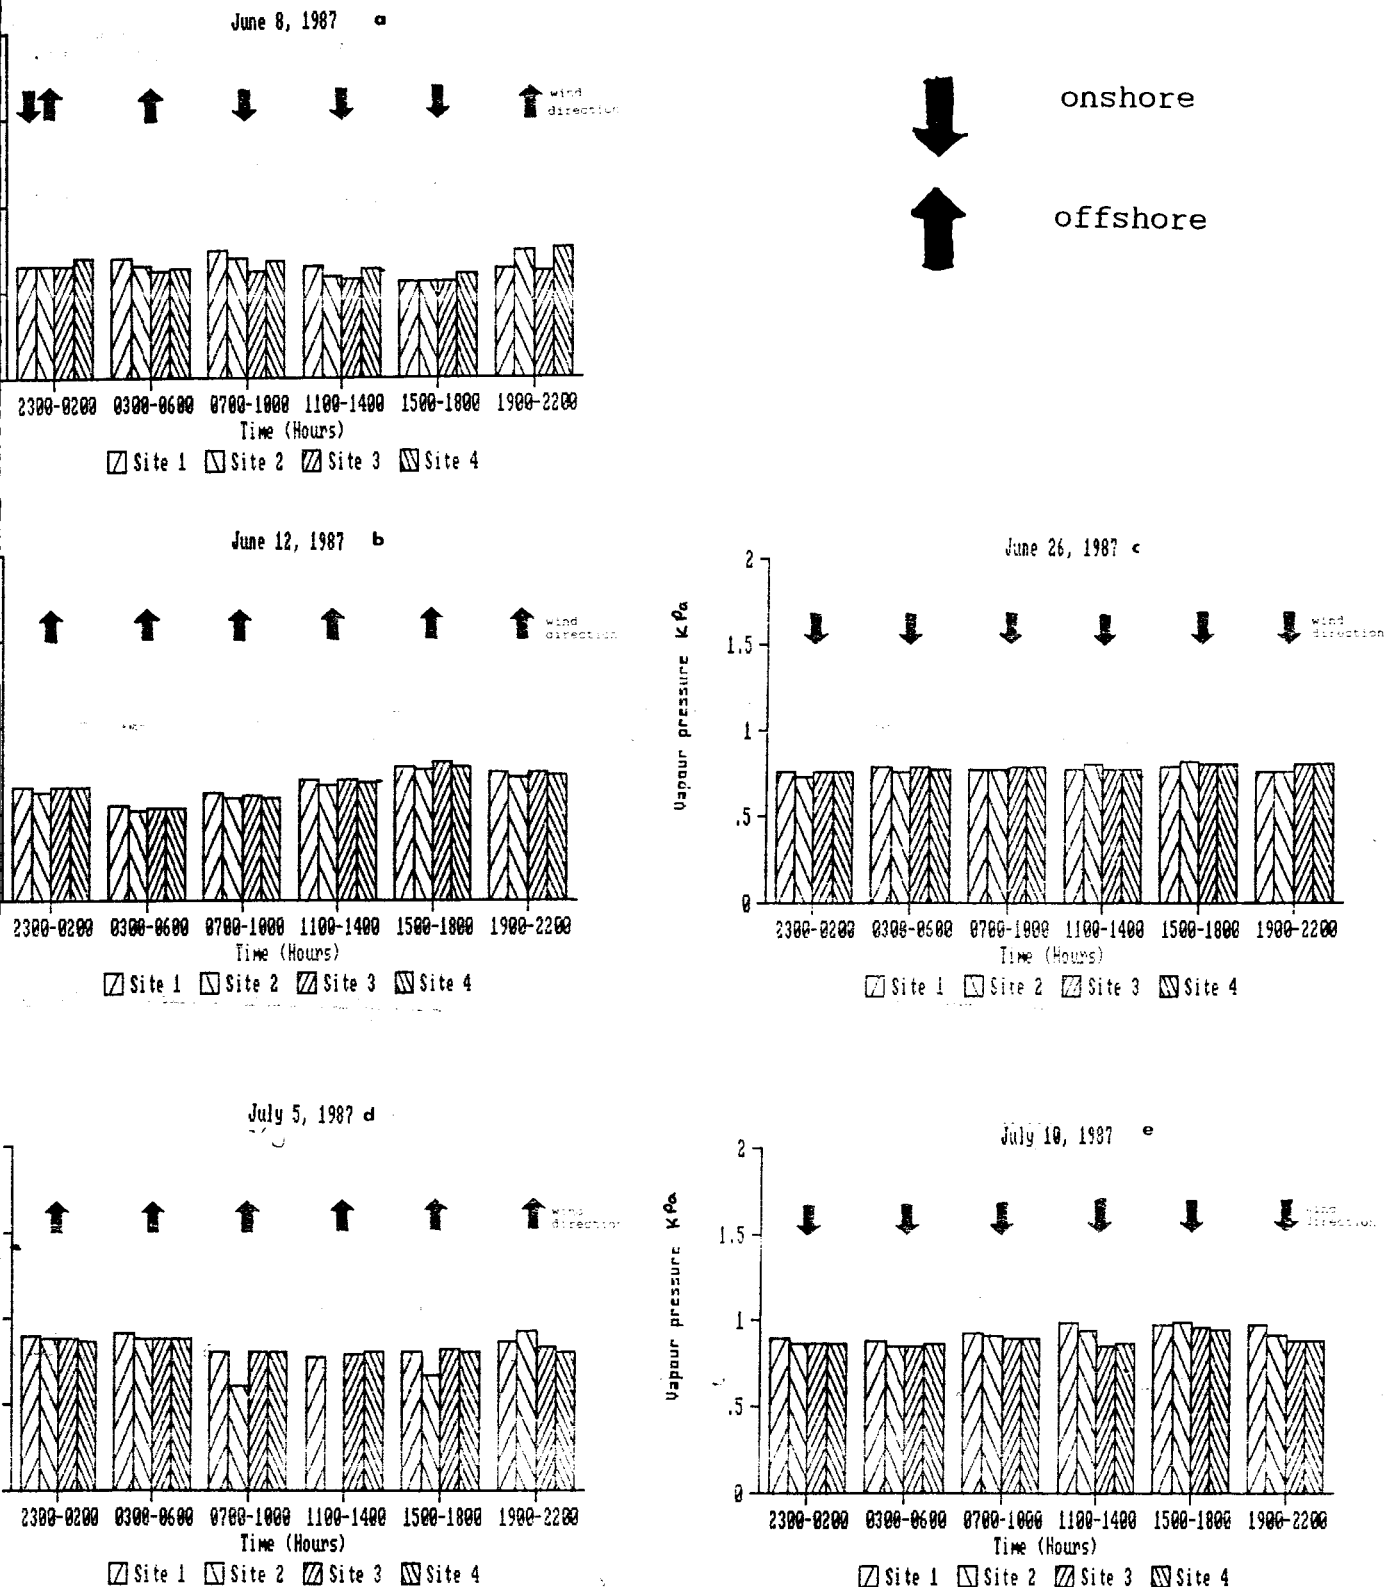 June 8, 1987 a
wind
direction
onshore
offshore
2300-0200 0300-0600 0700-1000 1100-1400 1500-1800 1900-2200
Time (Hours)
Site 1 Site 2 Site 3 Site 4
June 12, 1987 b
wind
direction
2300-0200 0300-0600 0700-1000 1100-1400 1500-1800 1900-2200
Time (Hours)
Site 1 Site 2 Site 3 Site 4
June 26, 1987 c
2
1.5
1
.5
0
Vapour pressure KPa
wind
direction
2300-0200 0300-0600 0700-1000 1100-1400 1500-1800 1900-2200
Time (Hours)
Site 1 Site 2 Site 3 Site 4
July 5, 1987 d
wind
direction
2300-0200 0300-0600 0700-1000 1100-1400 1500-1800 1900-2200
Time (Hours)
Site 1 Site 2 Site 3 Site 4
July 10, 1987 e
2
1.5
1
.5
0
Vapour pressure KPa
wind
direction
2300-0200 0300-0600 0700-1000 1100-1400 1500-1800 1900-2200
Time (Hours)
Site 1 Site 2 Site 3 Site 4